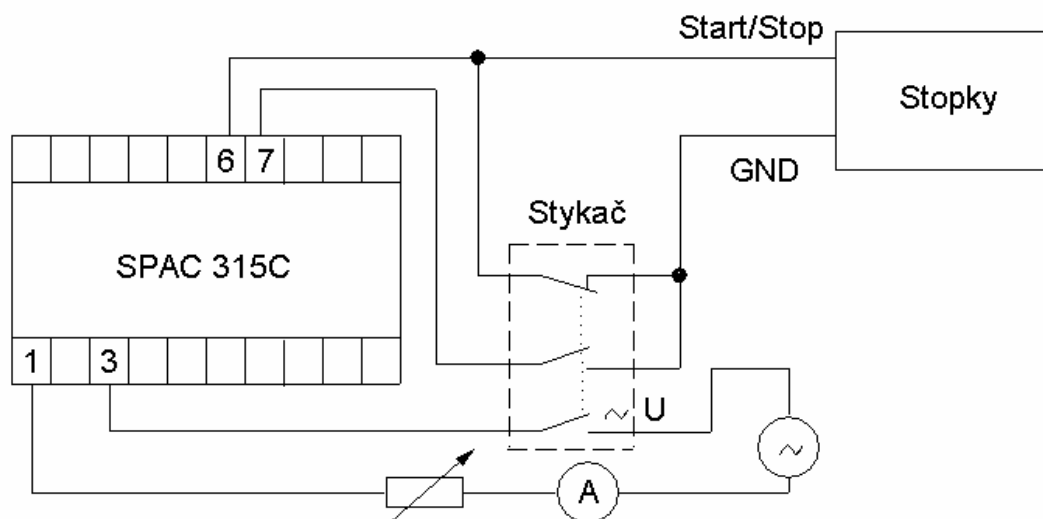 Start/Stop
Stopky
GND
6 7
Stykač
SPAC 315C
1 3
~ U
~
A